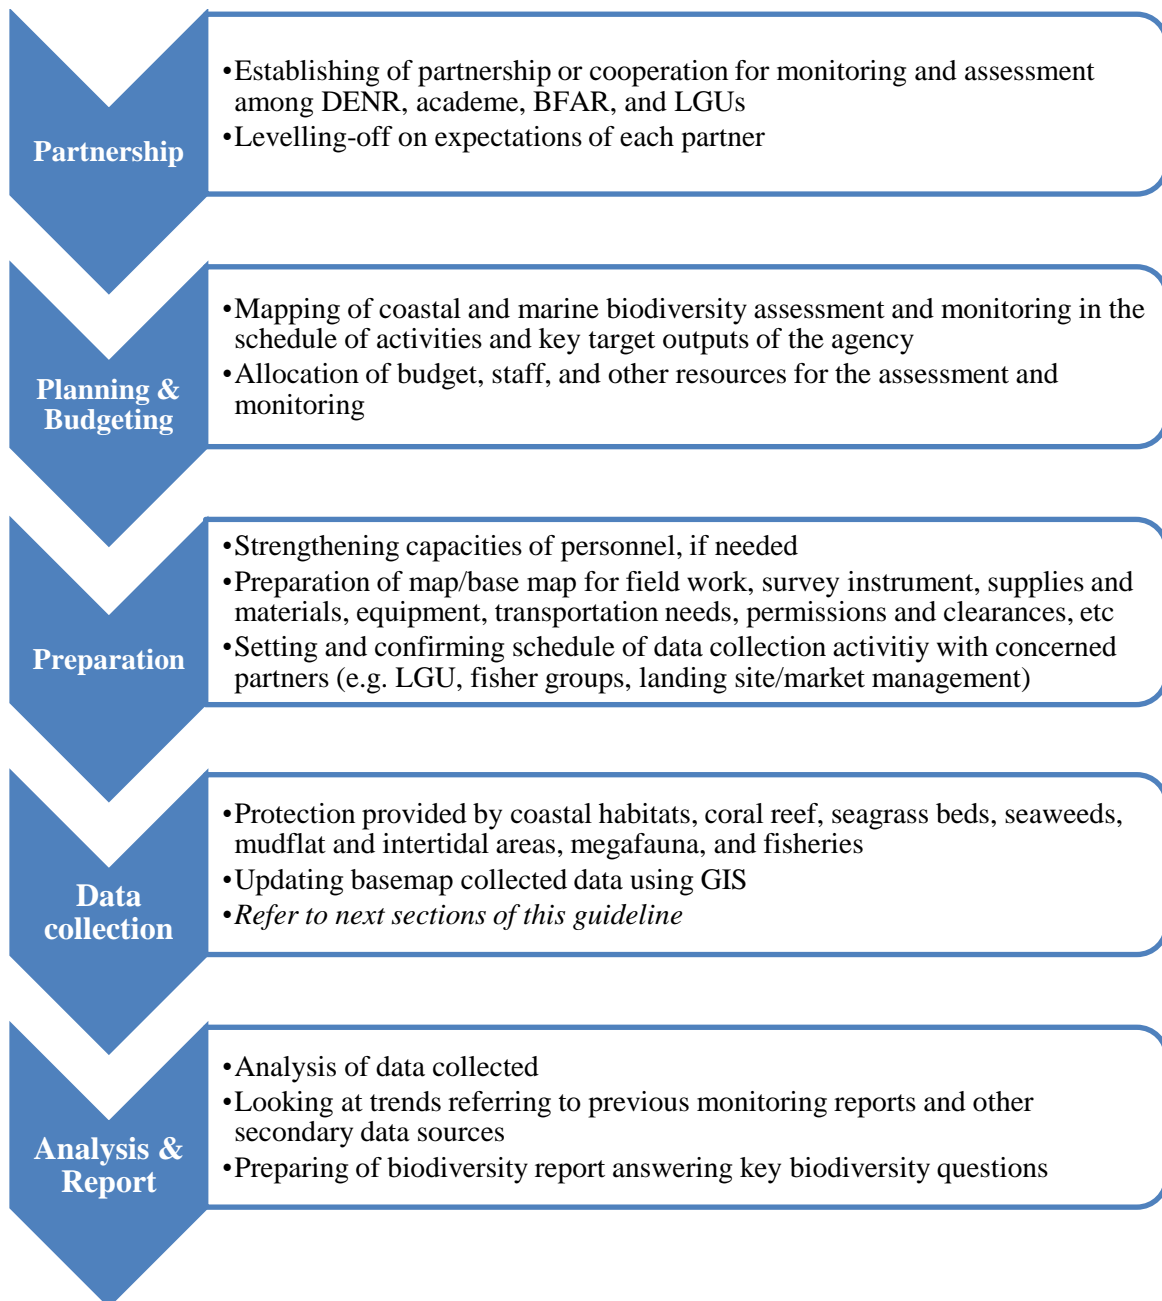 Partnership
•Establishing of partnership or cooperation for monitoring and assessment
among DENR, academe, BFAR, and LGUs
•Levelling-off on expectations of each partner
Planning &
Budgeting
•Mapping of coastal and marine biodiversity assessment and monitoring in the
schedule of activities and key target outputs of the agency
•Allocation of budget, staff, and other resources for the assessment and
monitoring
Preparation
•Strengthening capacities of personnel, if needed
•Preparation of map/base map for field work, survey instrument, supplies and
materials, equipment, transportation needs, permissions and clearances, etc
•Setting and confirming schedule of data collection activitiy with concerned
partners (e.g. LGU, fisher groups, landing site/market management)
Data
collection
•Protection provided by coastal habitats, coral reef, seagrass beds, seaweeds,
mudflat and intertidal areas, megafauna, and fisheries
•Updating basemap collected data using GIS
•Refer to next sections of this guideline
Analysis &
Report
•Analysis of data collected
•Looking at trends referring to previous monitoring reports and other
secondary data sources
•Preparing of biodiversity report answering key biodiversity questions